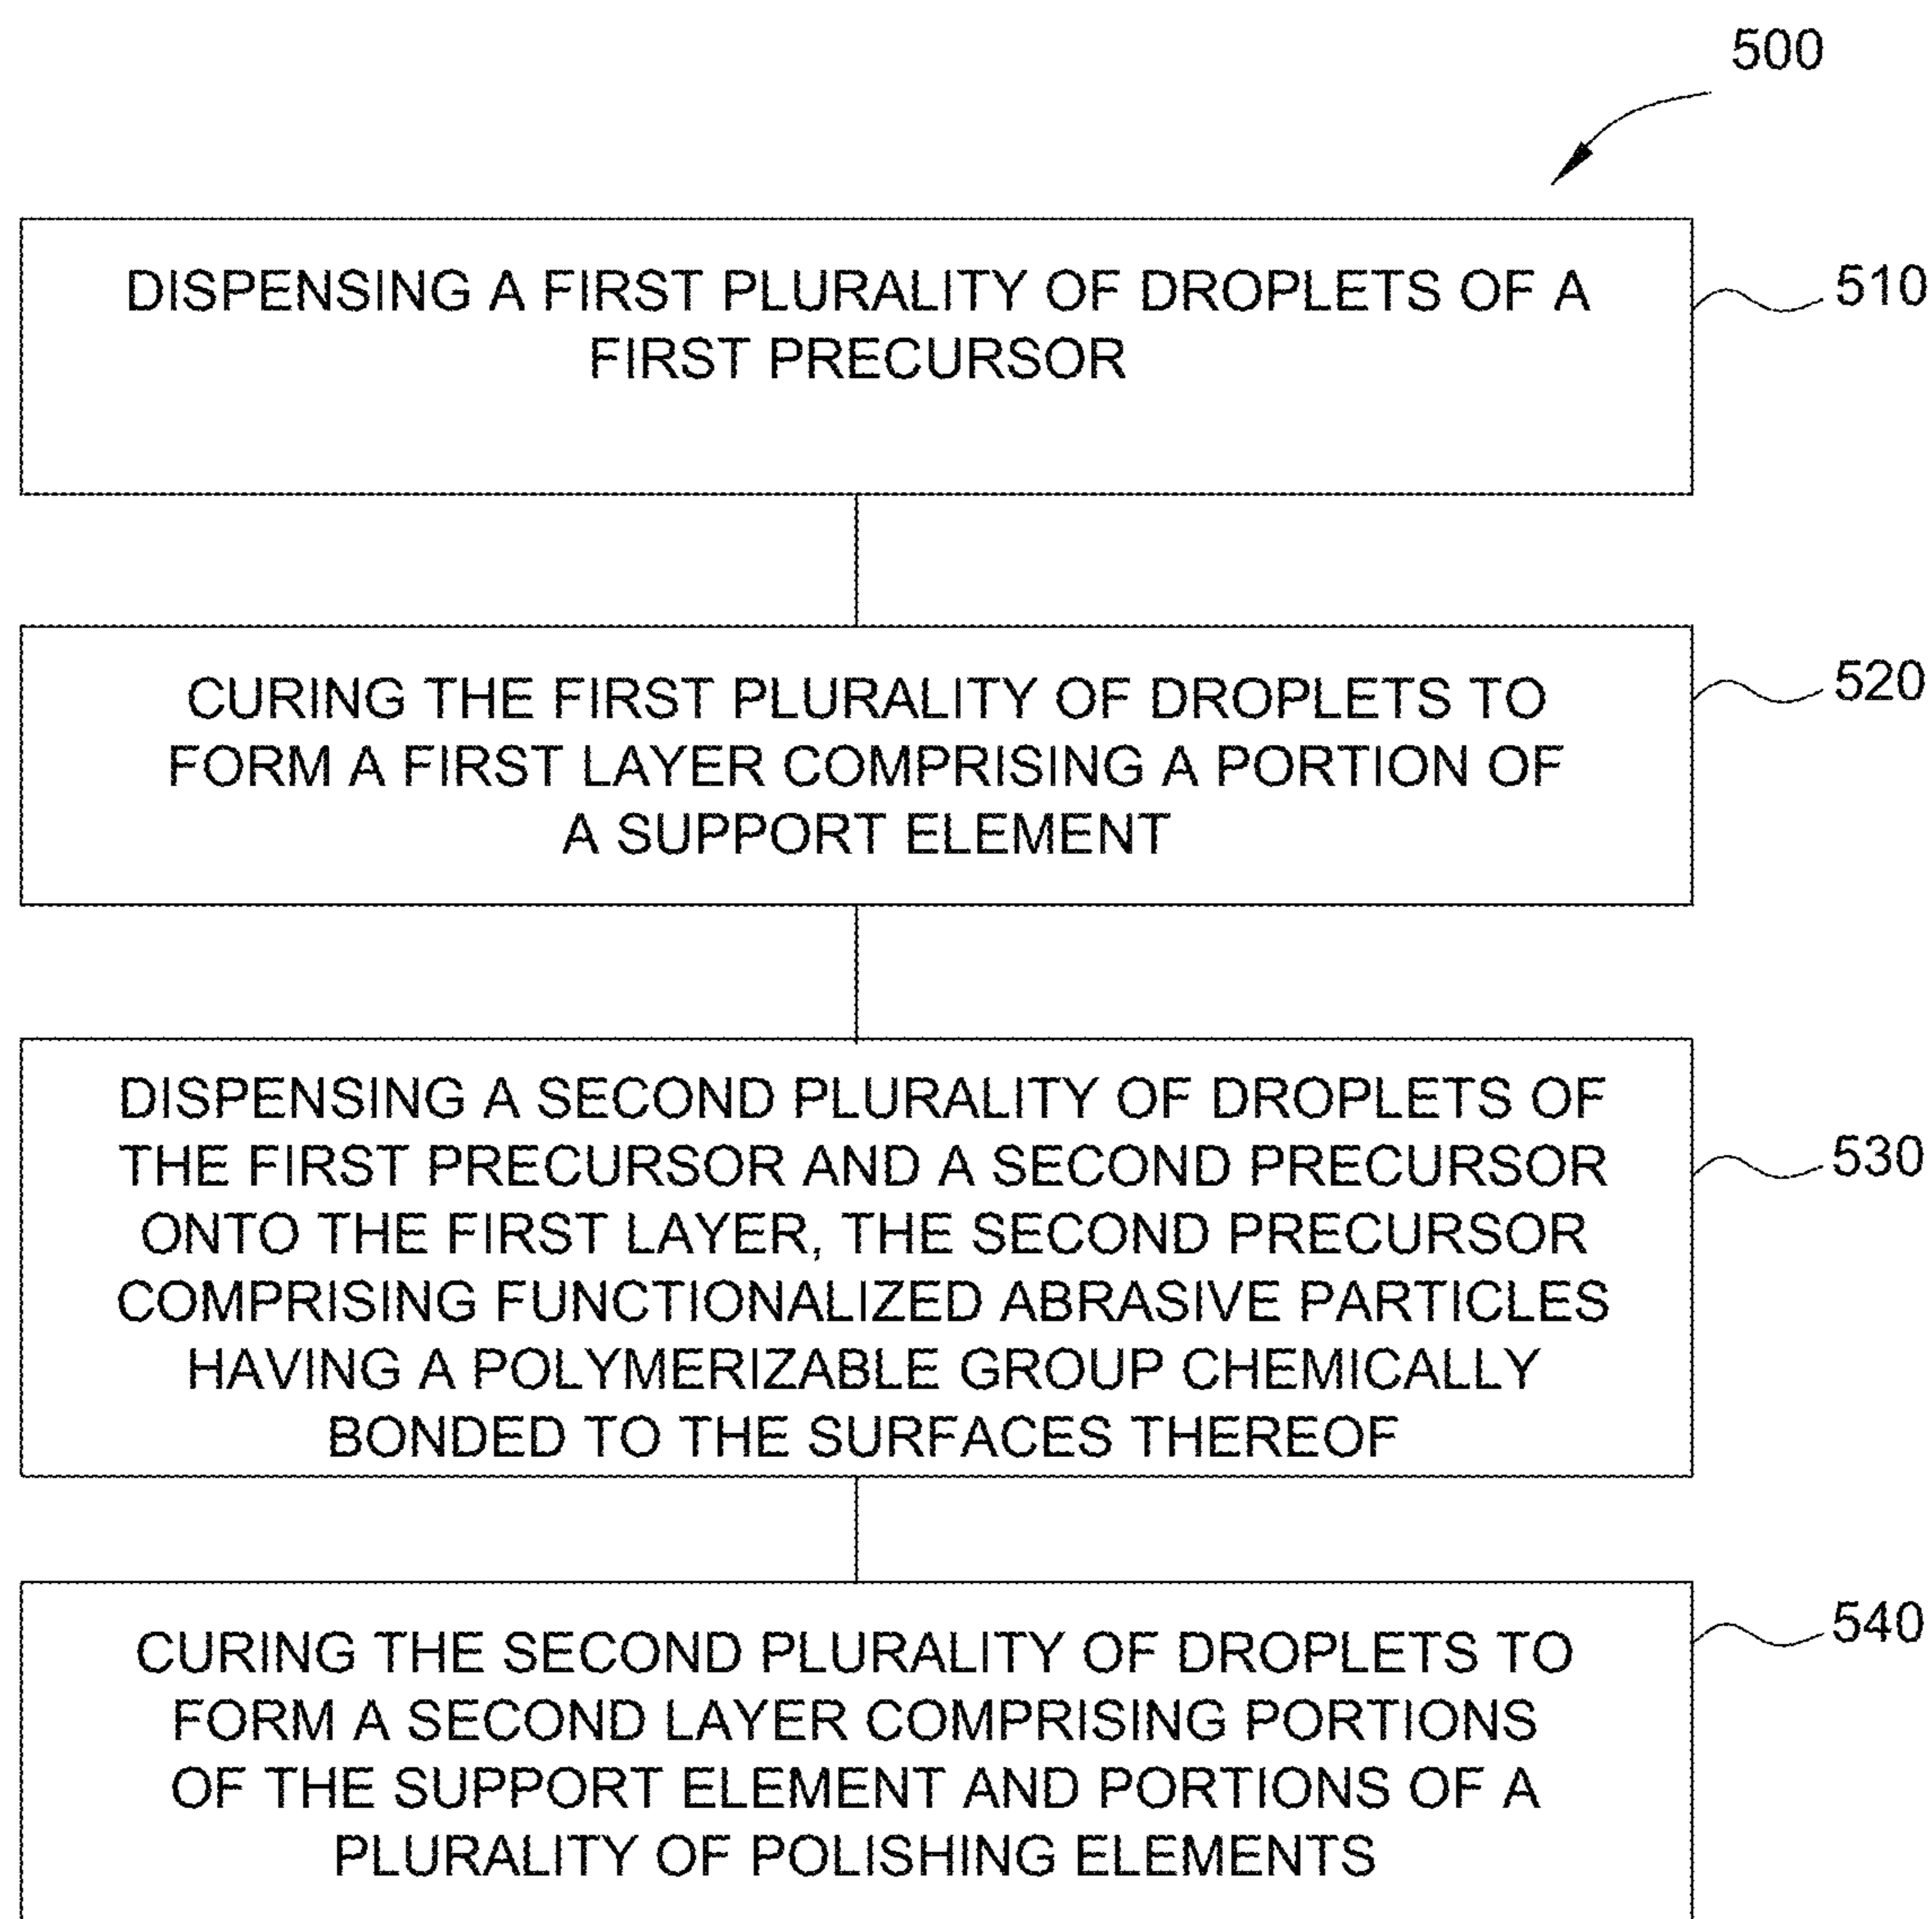 500
DISPENSING A FIRST PLURALITY OF DROPLETS OF A
FIRST PRECURSOR
510
CURING THE FIRST PLURALITY OF DROPLETS TO
FORM A FIRST LAYER COMPRISING A PORTION OF
A SUPPORT ELEMENT
520
DISPENSING A SECOND PLURALITY OF DROPLETS OF
THE FIRST PRECURSOR AND A SECOND PRECURSOR
ONTO THE FIRST LAYER, THE SECOND PRECURSOR
COMPRISING FUNCTIONALIZED ABRASIVE PARTICLES
HAVING A POLYMERIZABLE GROUP CHEMICALLY
BONDED TO THE SURFACES THEREOF
530
CURING THE SECOND PLURALITY OF DROPLETS TO
FORM A SECOND LAYER COMPRISING PORTIONS
OF THE SUPPORT ELEMENT AND PORTIONS OF A
PLURALITY OF POLISHING ELEMENTS
540